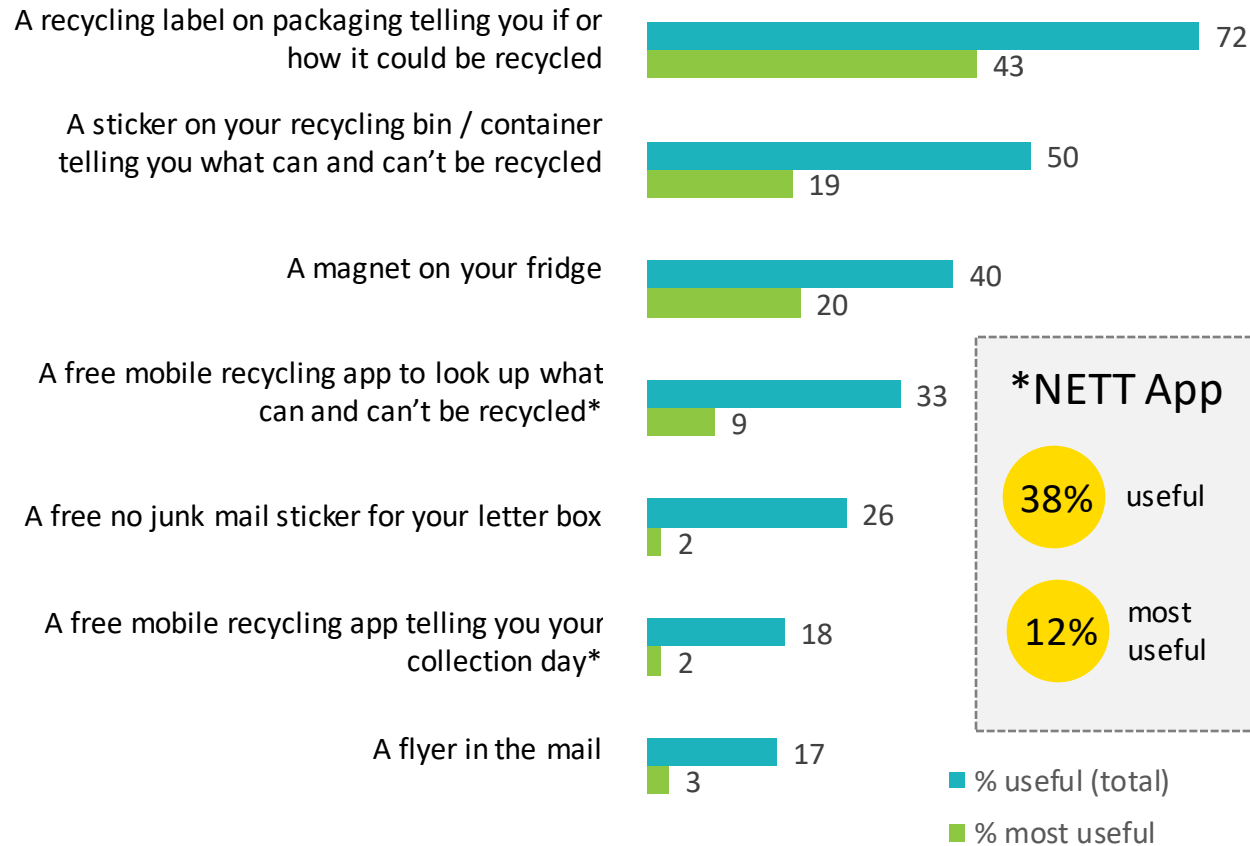 A recycling label on packaging telling you if or
how it could be recycled
72
43
A sticker on your recycling bin / container
telling you what can and can’t be recycled
50
19
A magnet on your fridge
40
20
A free mobile recycling app to look up what
can and can’t be recycled*
33
9
*NETT App
38% useful
12% most
useful
A free no junk mail sticker for your letter box
26
2
A free mobile recycling app telling you your
collection day*
18
2
A flyer in the mail
17
3
% useful (total)
% most useful